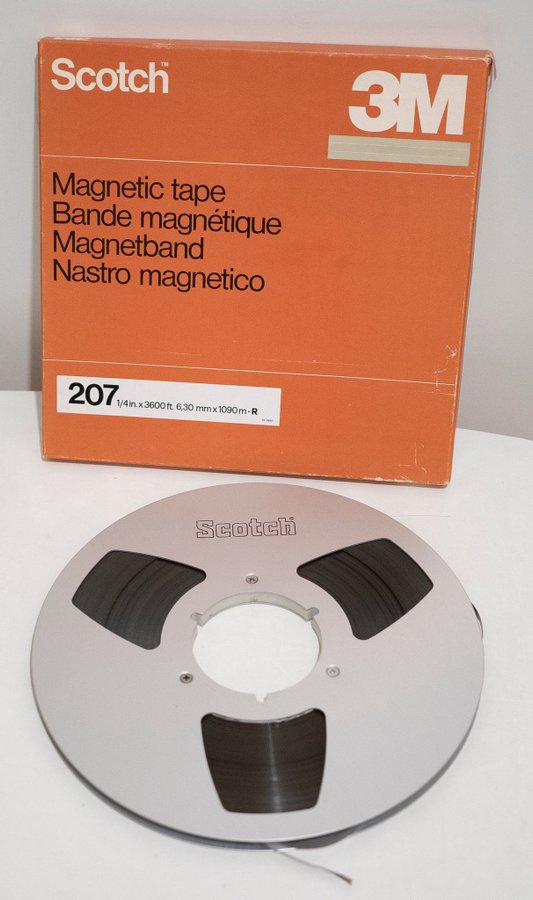 Scotch™
3M
Magnetic tape
Bande magnétique
Magnetband
Nastro magnetico
207 1/4 in. x 3600 ft. 6,30 mm x 1090 m - R
Scotch